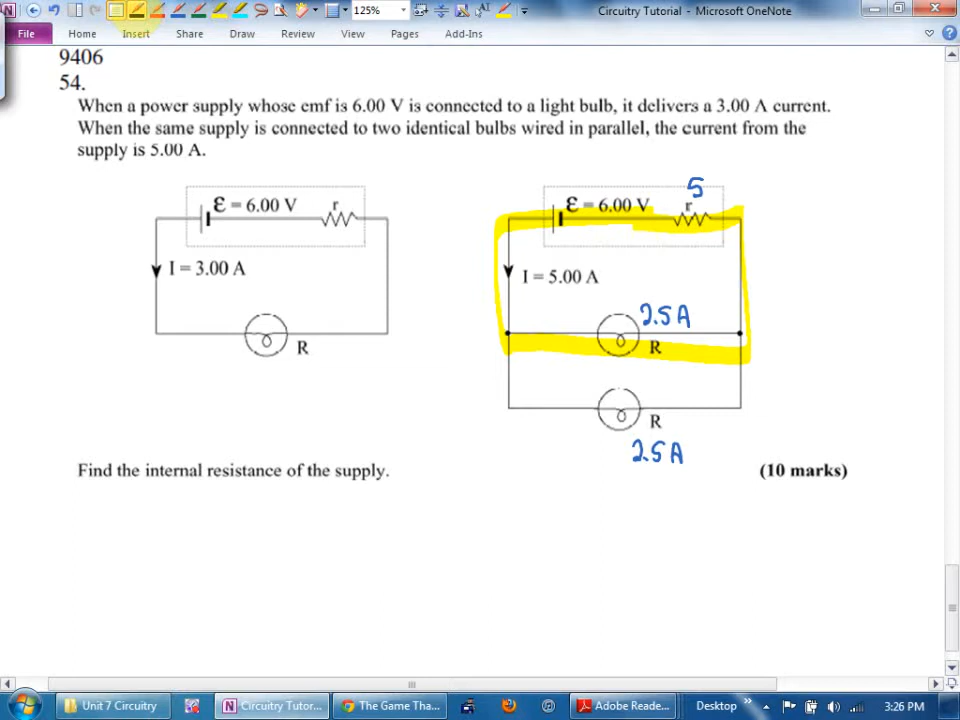 125%
Circuitry Tutorial - Microsoft OneNote
File Home Insert Share Draw Review View Pages Add-Ins
9406
54.
When a power supply whose emf is 6.00 V is connected to a light bulb, it delivers a 3.00 A current.
When the same supply is connected to two identical bulbs wired in parallel, the current from the
supply is 5.00 A.
ε = 6.00 V
r
I = 3.00 A
R
5
ε = 6.00 V
r
I = 5.00 A
2.5A
R
R
2.5A
Find the internal resistance of the supply.
(10 marks)
Unit 7 Circuitry
Circuitry Tutor...
The Game Tha...
Adobe Reade...
Desktop
3:26 PM